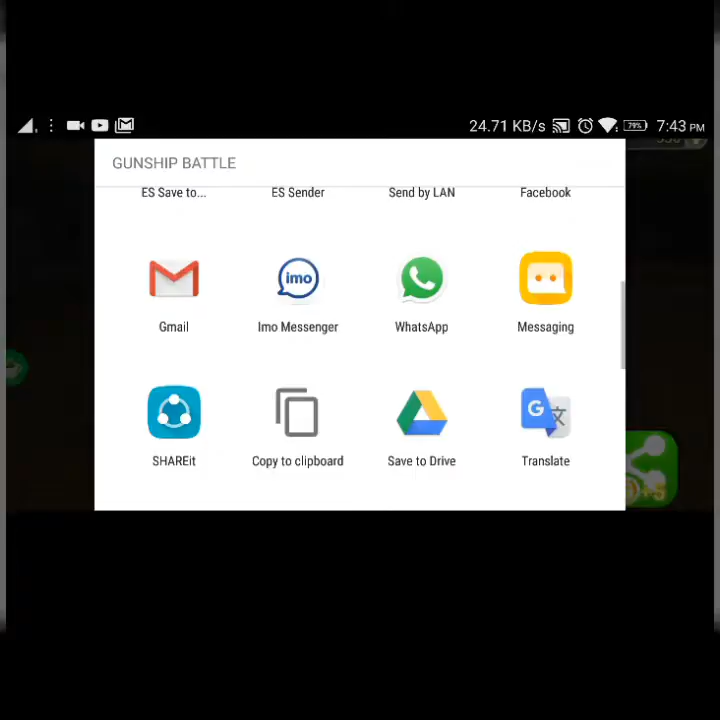 24.71 KB/s 79% 7:43 PM
GUNSHIP BATTLE
ES Save to... ES Sender Send by LAN Facebook
imo
Gmail Imo Messenger WhatsApp Messaging
G
SHAREit Copy to clipboard Save to Drive Translate